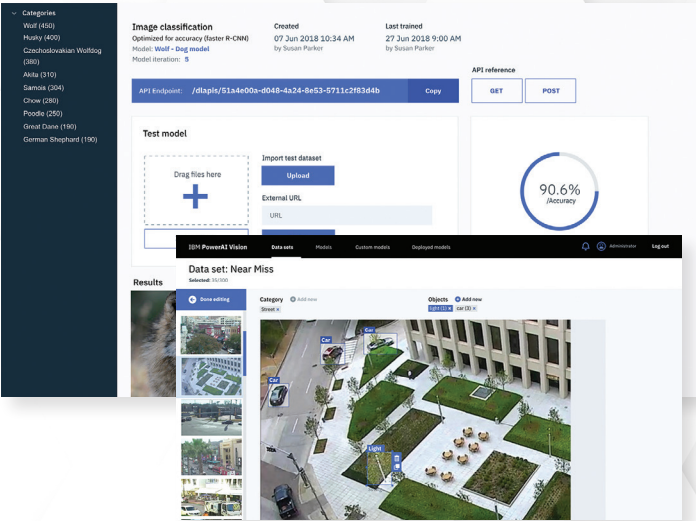 Categories
Wolf (450)
Husky (400)
Czechoslovakian Wolfdog
(380)
Akita (310)
Samois (304)
Chow (280)
Poodle (250)
Great Dane (190)
German Shephard (190)
Image classification
Optimized for accuracy (faster R-CNN)
Model: Wolf - Dog model
Model iteration: 5
Created
07 Jun 2018 10:34 AM
by Susan Parker
Last trained
27 Jun 2018 9:00 AM
by Susan Parker
API reference
API Endpoint: /dlapis/51a4e00a-d048-4a24-8e53-5711c2f83d4b Copy
GET POST
Test model
Drag files here
Import test dataset
Upload
External URL
URL
90.6%
/Accuracy
Results
IBM PowerAI Vision Data sets Models Custom models Deployed models Administrator Log out
Data set: Near Miss
Selected: 35/300
Done editing
Category Add new
Street ×
Objects Add new
light (1) × car (3) ×
Car
Car
Car
Light